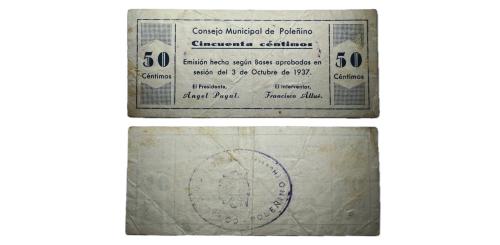 Consejo Municipal de Poleñino
Cincuenta céntimos
50
Céntimos
Emisión hecha según Bases aprobadas en
sesión del 3 de Octubre de 1937.
50
Céntimos
El Presidente,
El Interventor,
Angel Puyal.
Francisco Allué.
POLEÑINO